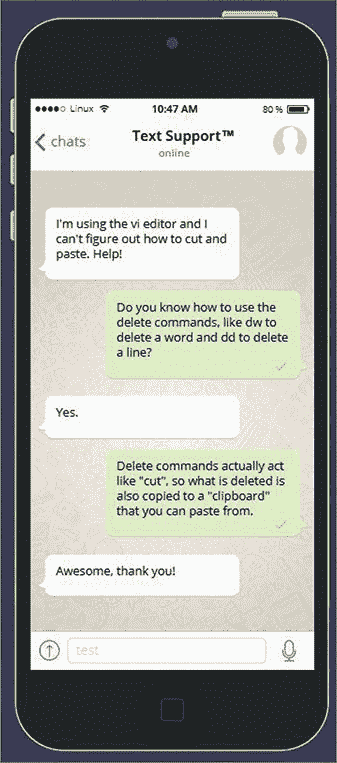 Linux 10:47 AM 80 %
chats Text Support™
online
I'm using the vi editor and I
can't figure out how to cut and
paste. Help!
Do you know how to use the
delete commands, like dw to
delete a word and dd to delete
a line?
Yes.
Delete commands actually act
like "cut", so what is deleted is
also copied to a "clipboard"
that you can paste from.
Awesome, thank you!
test